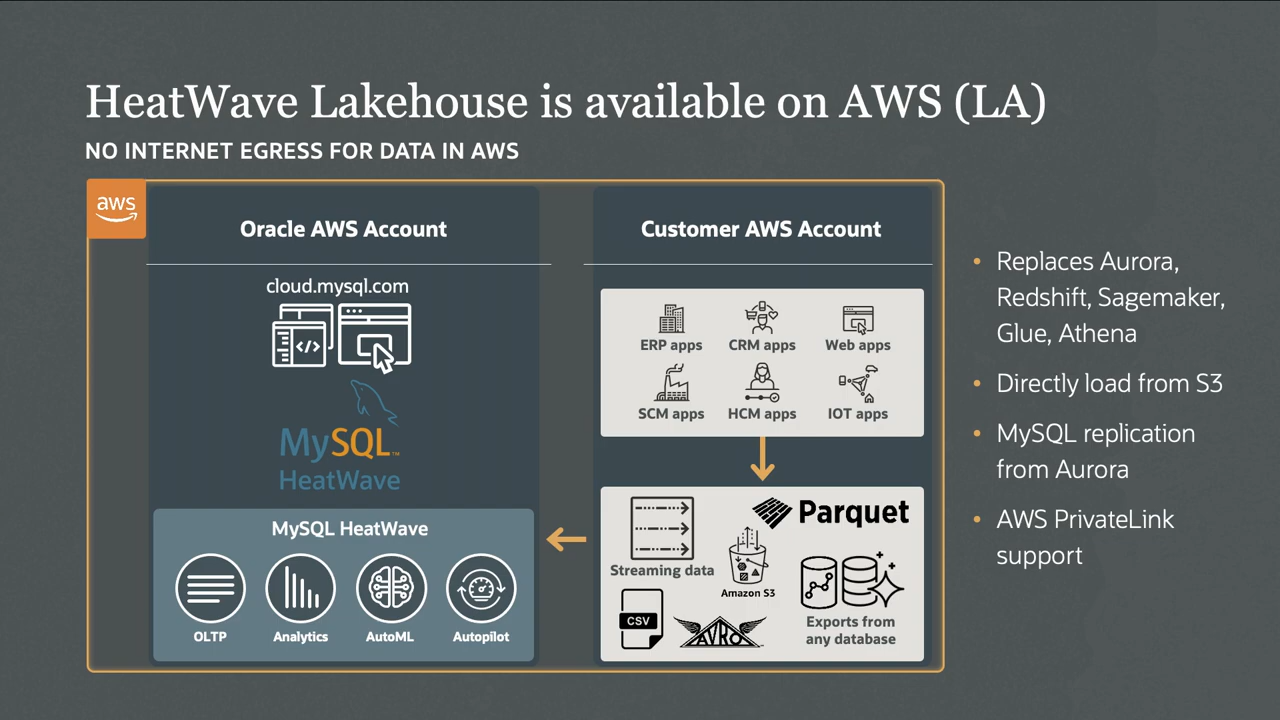 HeatWave Lakehouse is available on AWS (LA)
NO INTERNET EGRESS FOR DATA IN AWS
aws
Oracle AWS Account
cloud.mysql.com
</>
MySQL™
HeatWave
MySQL HeatWave
OLTP
Analytics
AutoML
Autopilot
Customer AWS Account
ERP apps
CRM apps
Web apps
SCM apps
HCM apps
IOT apps
Streaming data
Parquet
Amazon S3
CSV
AVRO
Exports from
any database
• Replaces Aurora,
Redshift, Sagemaker,
Glue, Athena
• Directly load from S3
• MySQL replication
from Aurora
• AWS PrivateLink
support